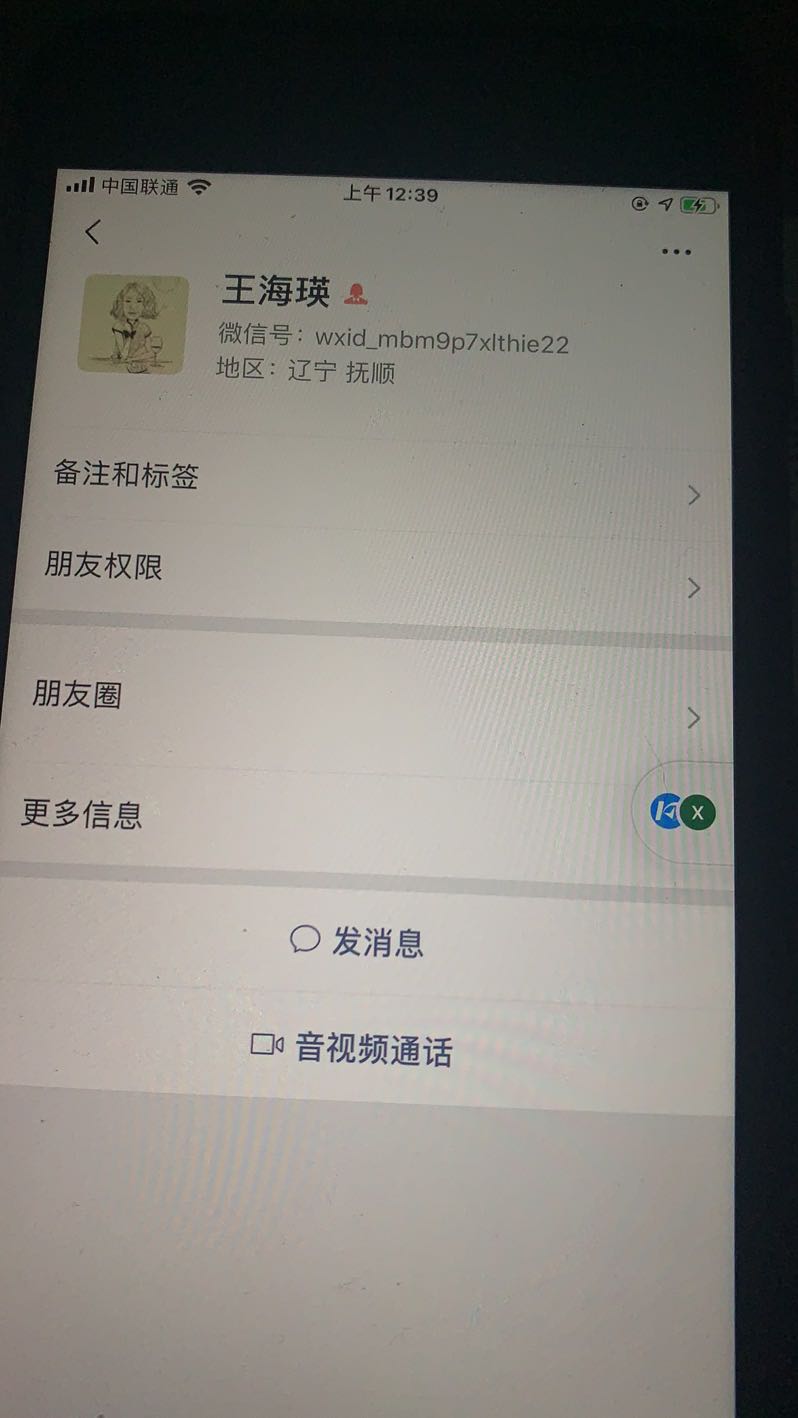 中国联通
上午12:39
王海瑛
微信号：wxid_mbm9p7xlthie22
地区：辽宁 抚顺
备注和标签
朋友权限
朋友圈
更多信息
X
发消息
音视频通话